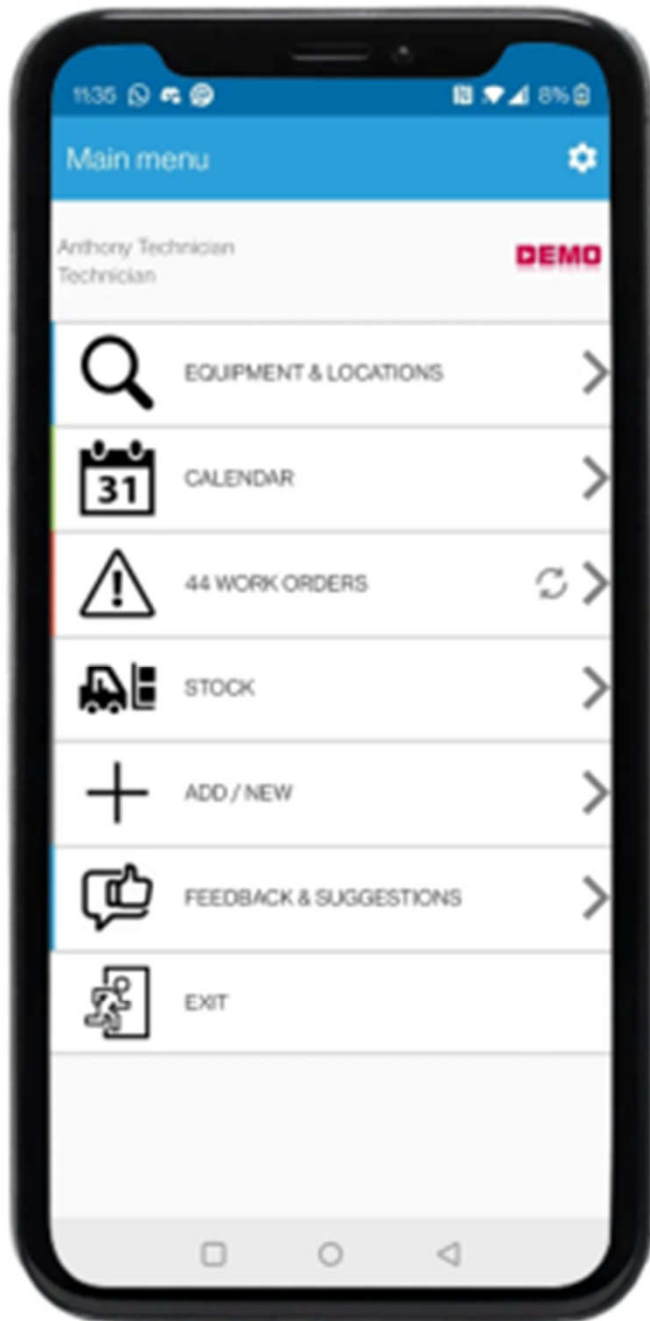 11:35 8%
Main menu
Anthony Technician
Technician
DEMO
EQUIPMENT & LOCATIONS
31
CALENDAR
44 WORK ORDERS
STOCK
ADD / NEW
FEEDBACK & SUGGESTIONS
EXIT